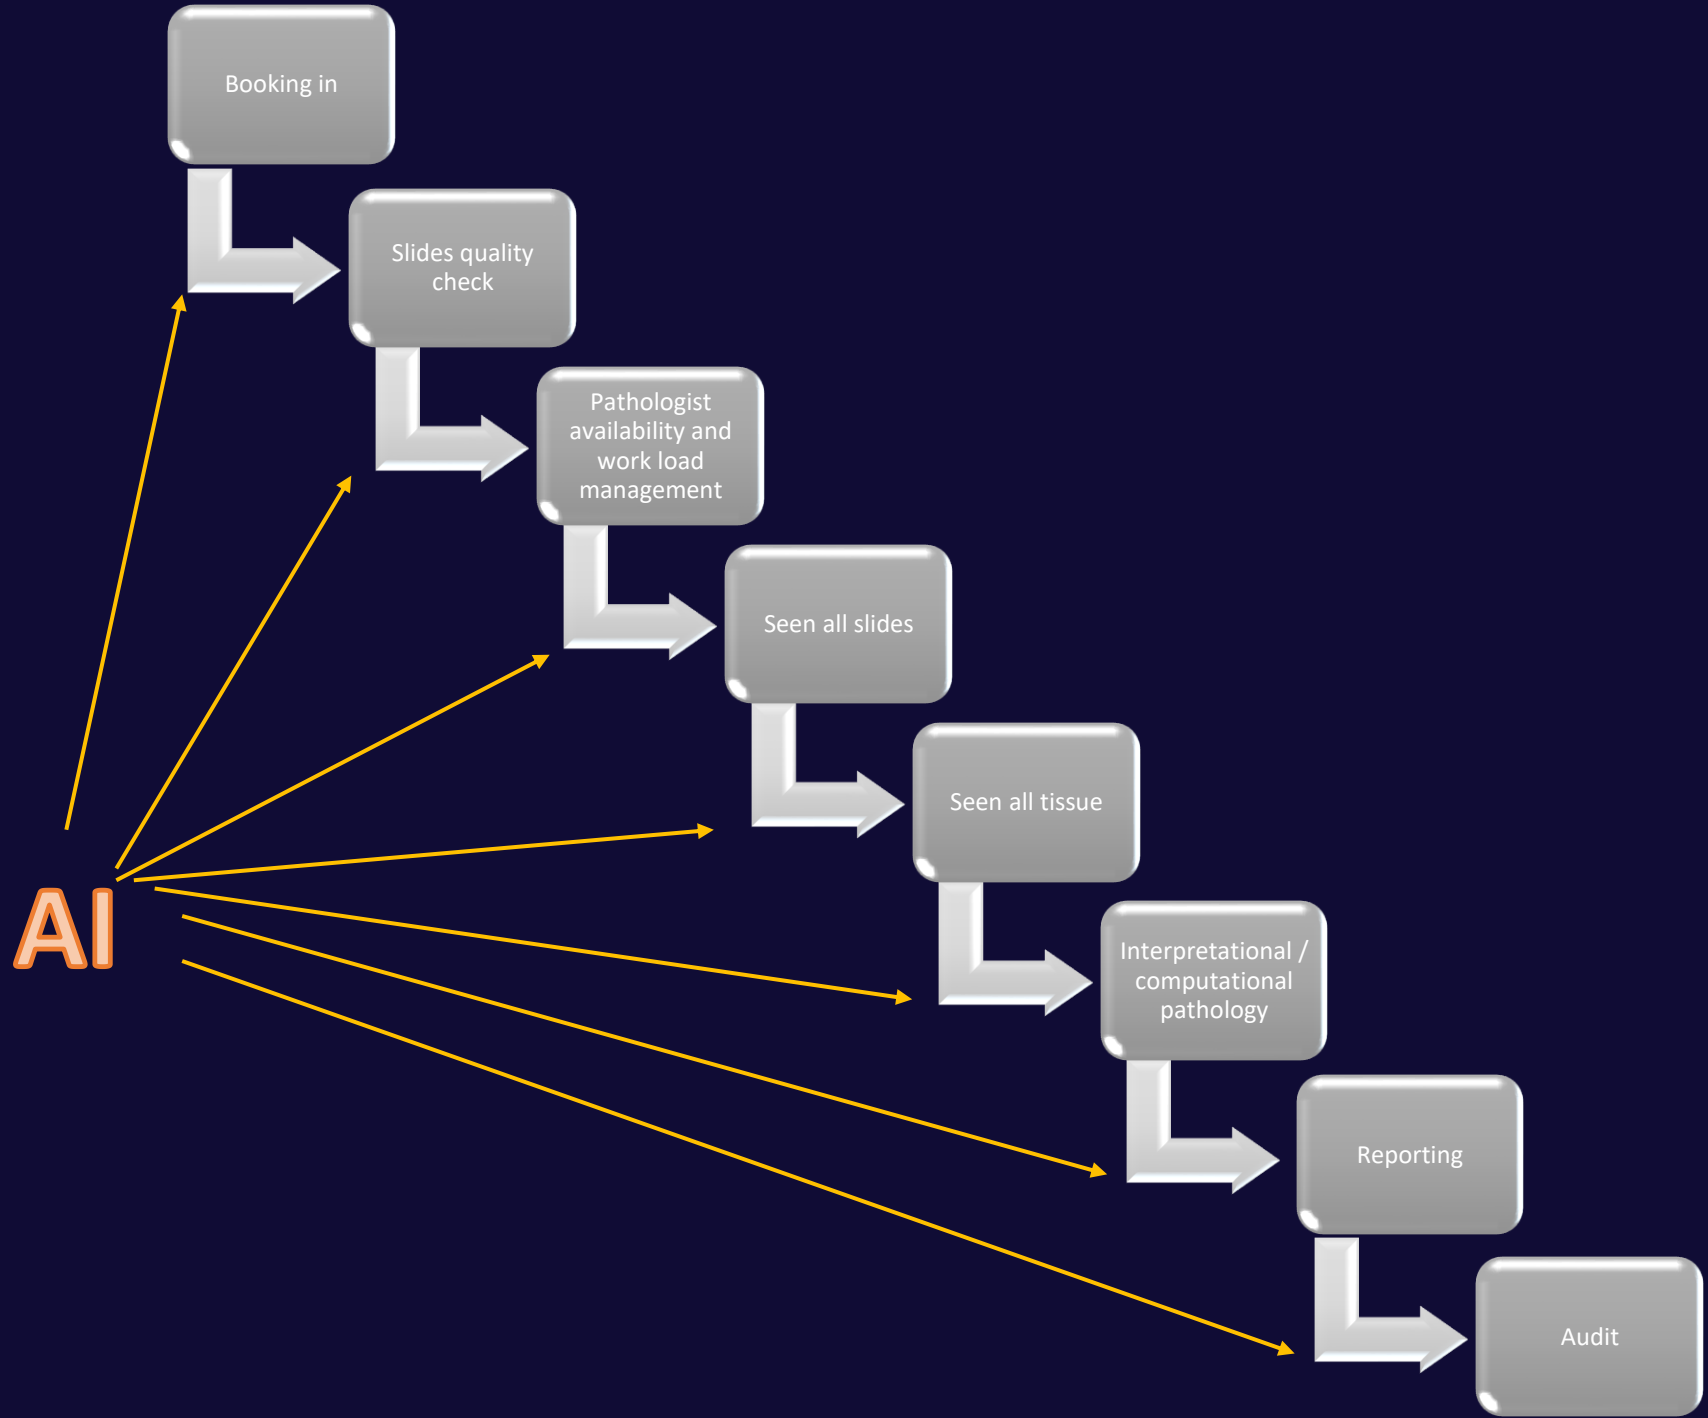 Booking in
Slides quality
check
Pathologist
availability and
work load
management
Seen all slides
Seen all tissue
AI
Interpretational /
computational
pathology
Reporting
Audit